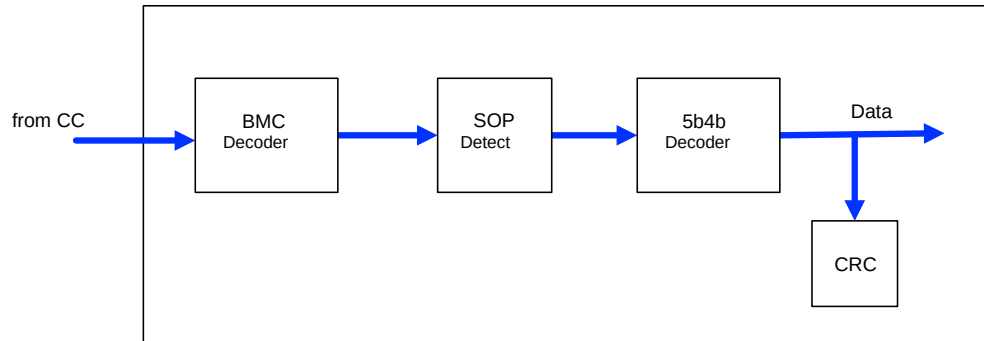 from CC
BMC
Decoder
SOP
Detect
5b4b
Decoder
Data
CRC